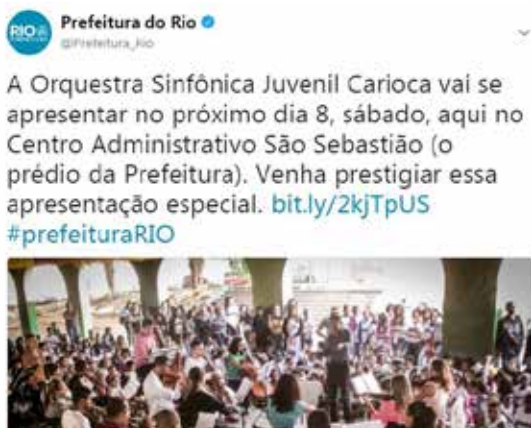 RIO
Prefeitura do Rio
@Prefeitura_Rio
A Orquestra Sinfônica Juvenil Carioca vai se
apresentar no próximo dia 8, sábado, aqui no
Centro Administrativo São Sebastião (o
prédio da Prefeitura). Venha prestigiar essa
apresentação especial. bit.ly/2kjTpUS
#prefeituraRIO